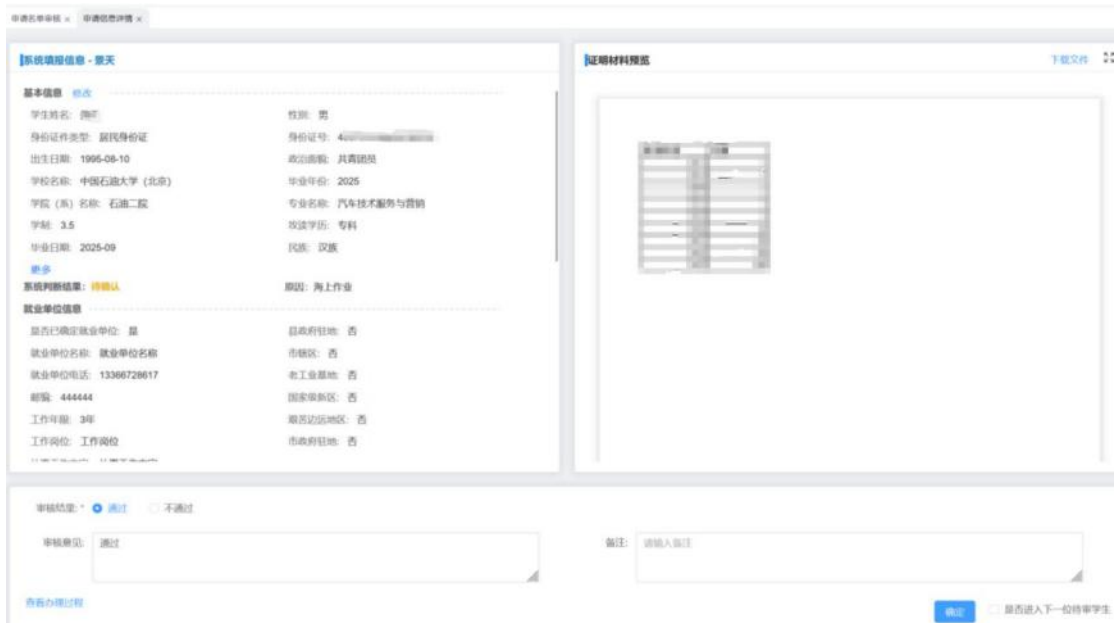 申请名单审核 × 申请信息详情 ×
系统填报信息 - 景天
基本信息 修改
学生姓名:
性别: 男
身份证件类型: 居民身份证
身份证号: 4
出生日期: 1995-08-10
政治面貌: 共青团员
学校名称: 中国石油大学（北京）
毕业年份: 2025
学院（系）名称: 石油二院
专业名称: 汽车技术服务与营销
学制: 3.5
攻读学历: 专科
毕业日期: 2025-09
民族: 汉族
更多
系统判断结果: 待确认
原因: 海上作业
就业单位信息
是否已确定就业单位: 是
县政府驻地: 否
就业单位名称: 就业单位名称
市辖区: 否
就业单位电话: 13366728617
老工业基地: 否
邮编: 444444
国家级新区: 否
工作年限: 3年
艰苦边远地区: 否
工作岗位: 工作岗位
市政府驻地: 否
证明材料预览
下载文件
审核结果: * 通过 不通过
审核意见: 通过
备注: 请输入备注
查看办理过程
确定 是否进入下一位待审学生